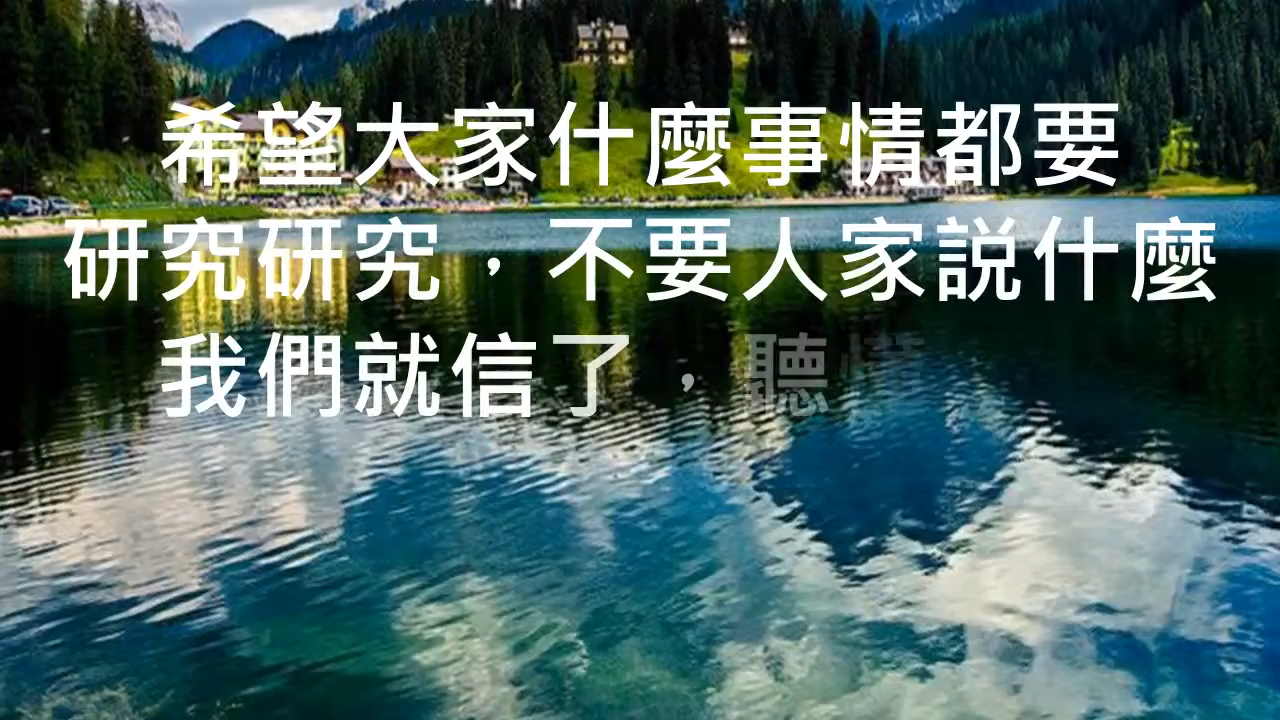 希望大家什麼事情都要
研究研究，不要人家説什麼
我們就信了，聽